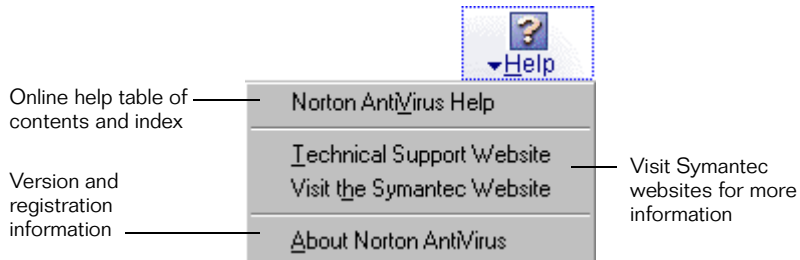 Help
Online help table of
contents and index
Norton AntiVirus Help
Technical Support Website
Visit the Symantec Website
Visit Symantec
websites for more
information
Version and
registration
information
About Norton AntiVirus